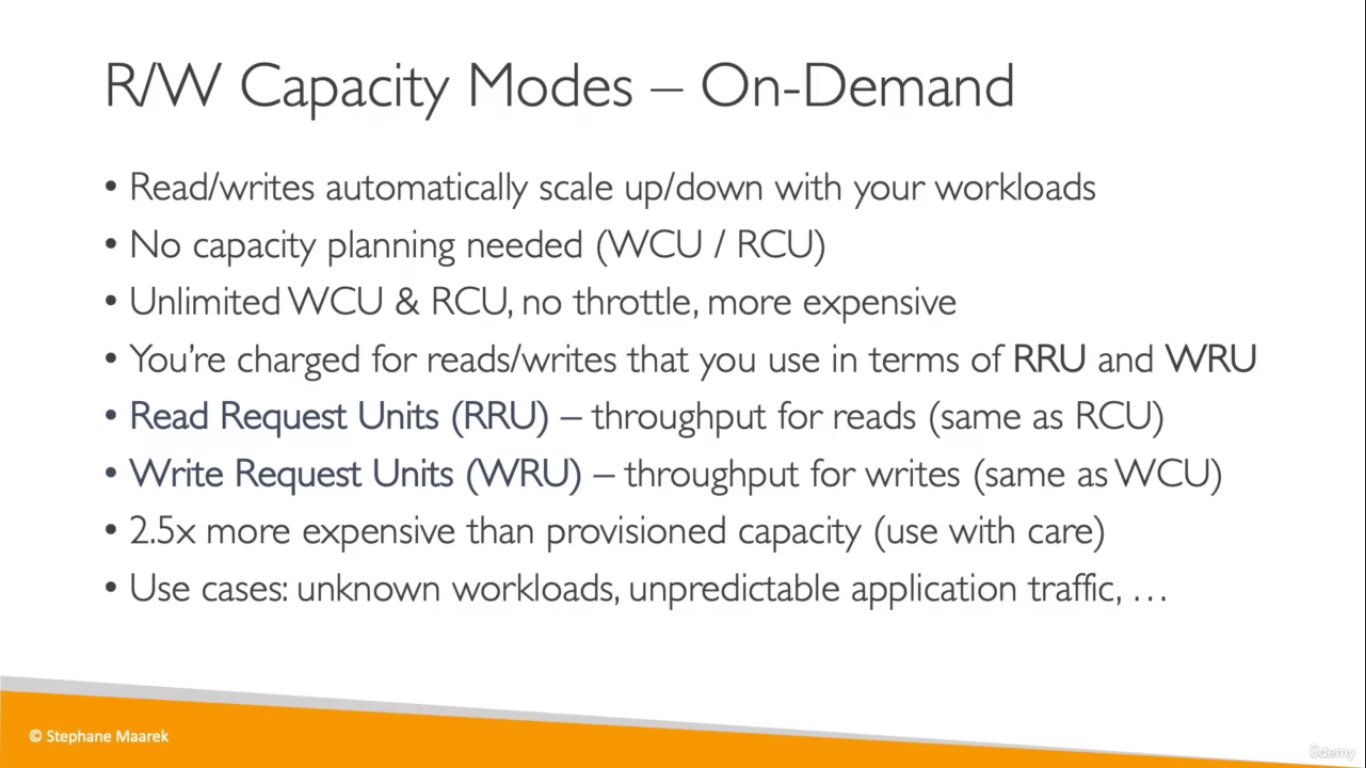 R/W Capacity Modes – On-Demand
• Read/writes automatically scale up/down with your workloads
• No capacity planning needed (WCU / RCU)
• Unlimited WCU & RCU, no throttle, more expensive
• You’re charged for reads/writes that you use in terms of RRU and WRU
• Read Request Units (RRU) – throughput for reads (same as RCU)
• Write Request Units (WRU) – throughput for writes (same as WCU)
• 2.5x more expensive than provisioned capacity (use with care)
• Use cases: unknown workloads, unpredictable application traffic, …
© Stephane Maarek
ûdemy